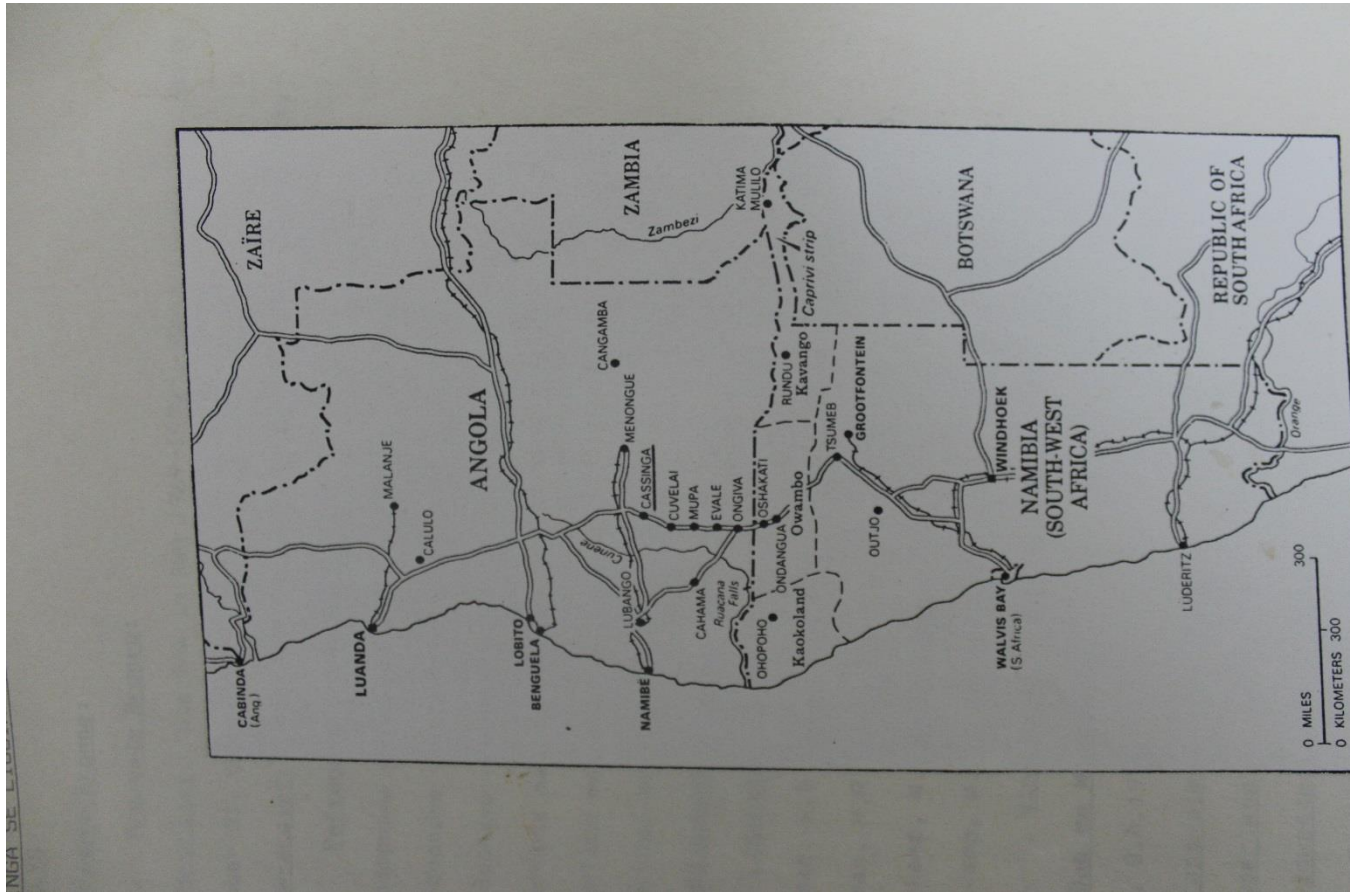 NGA SE
CABINDA
(Ang.)
ZAÏRE
LUANDA
MALANJE
CALULO
ANGOLA
LOBITO
BENGUELA
Cunene
CANGAMBA
MENONGUE
ZAMBIA
Zambezi
LUBANGO
NAMIBE
CASSINGA
CUVELAI
MUPA
EVALE
ONGIVA
CAHAMA
Ruacana
Falls
OSHAKATI
ONDANGUA
Owambo
OHOPOHO
Kaokoland
RUNDU
Kavango
Caprivi strip
KATIMA
MULILO
TSUMEB
GROOTFONTEIN
OUTJO
BOTSWANA
WINDHOEK
WALVIS BAY
(S. Africa)
NAMIBIA
(SOUTH-WEST
AFRICA)
LUDERITZ
REPUBLIC OF
SOUTH AFRICA
Orange
0 MILES 300
0 KILOMETERS 300